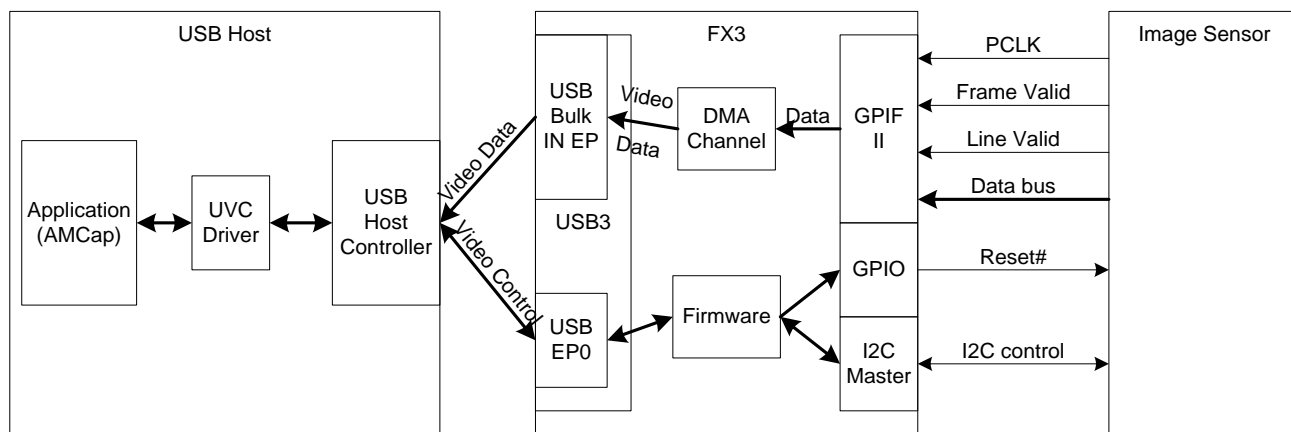 USB Host
FX3
Image Sensor
PCLK
Frame Valid
Line Valid
Data bus
Reset#
I2C control
Application
(AMCap)
UVC
Driver
USB
Host
Controller
Video Data
Video Control
USB
Bulk
IN EP
USB3
USB
EP0
Video
Data
DMA
Channel
Data
Firmware
GPIF
II
GPIO
I2C
Master